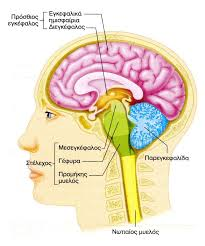 Πρόσθιος εγκέφαλος
Εγκεφαλικά ημισφαίρια
Διεγκέφαλος
Στέλεχος
Μεσεγκέφαλος
Γέφυρα
Προμήκης μυελός
Παρεγκεφαλίδα
Νωτιαίος μυελός